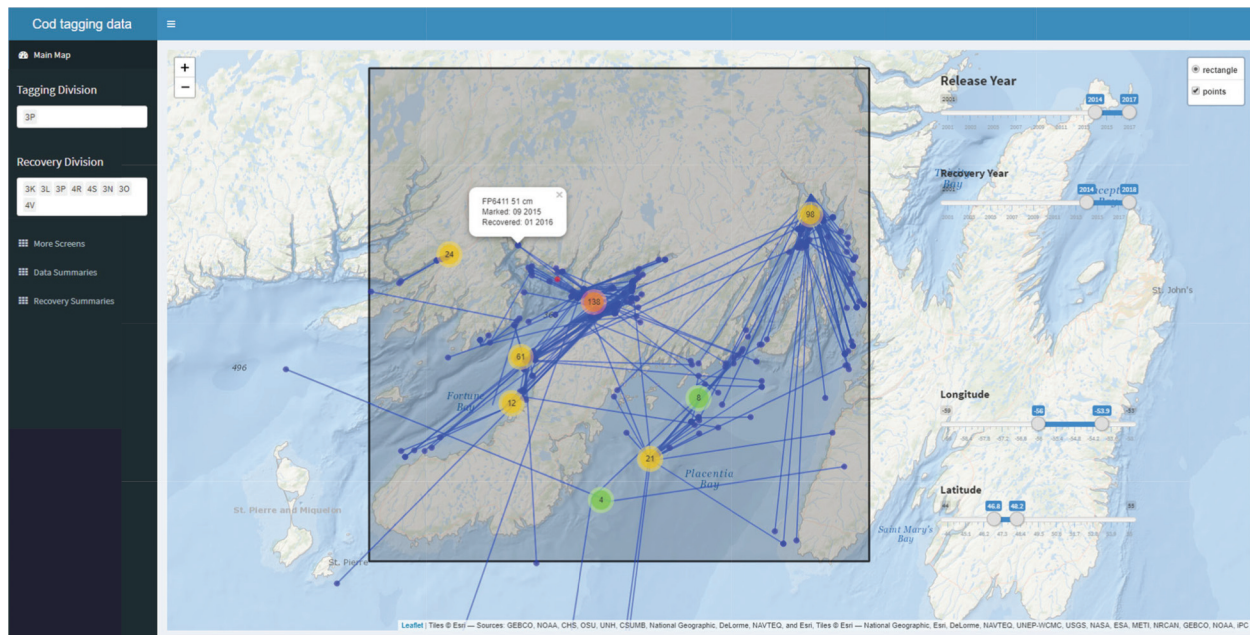 Cod tagging data
Main Map
Tagging Division
3P
Recovery Division
3K 3L 3P 4R 4S 3N 3O
4V
More Screens
Data Summaries
Recovery Summaries
+
−
FP6411 51 cm
Marked: 09 2015
Recovered: 01 2016
×
24
98
138
61
12
8
21
4
496
Fortune
Bay
Placentia
Bay
St. Pierre and Miquelon
St. Pierre
Saint Mary's
Bay
St. John's
Bay
rectangle
points
Release Year
2001
2014
2017
Recovery Year
2001
2014
2018
Longitude
-56
-53.9
Latitude
46.8
48.2
Leaflet | Tiles © Esri — Sources: GEBCO, NOAA, CHS, OSU, UNH, CSUMB, National Geographic, DeLorme, NAVTEQ, and Esri, Tiles © Esri — National Geographic, Esri, DeLorme, NAVTEQ, UNEP-WCMC, USGS, NASA, ESA, METI, NRCAN, GEBCO, NOAA, iPC